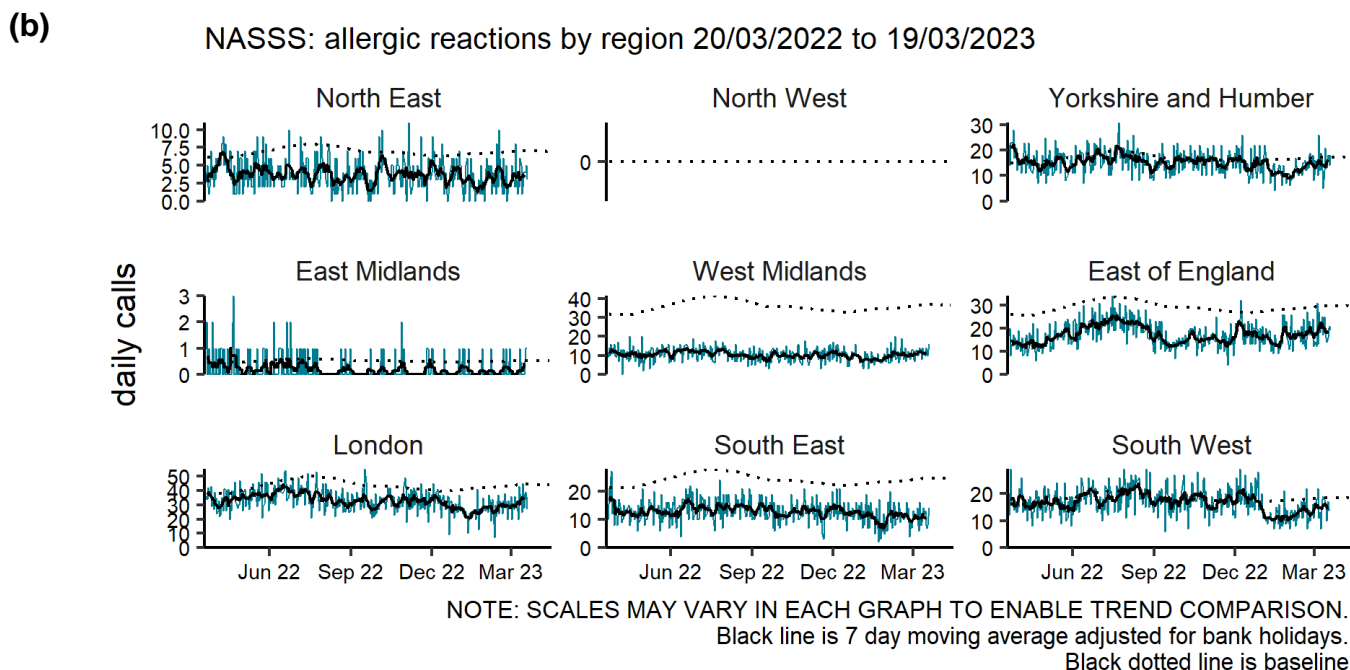 (b)
NASSS: allergic reactions by region 20/03/2022 to 19/03/2023
North East
North West
Yorkshire and Humber
10.0
7.5
5.0
2.5
0.0
0
30
20
10
0
daily calls
East Midlands
West Midlands
East of England
3
2
1
0
40
30
20
10
0
30
20
10
0
London
South East
South West
50
40
30
20
10
0
20
10
0
20
10
0
Jun 22 Sep 22 Dec 22 Mar 23
Jun 22 Sep 22 Dec 22 Mar 23
Jun 22 Sep 22 Dec 22 Mar 23
NOTE: SCALES MAY VARY IN EACH GRAPH TO ENABLE TREND COMPARISON.
Black line is 7 day moving average adjusted for bank holidays.
Black dotted line is baseline